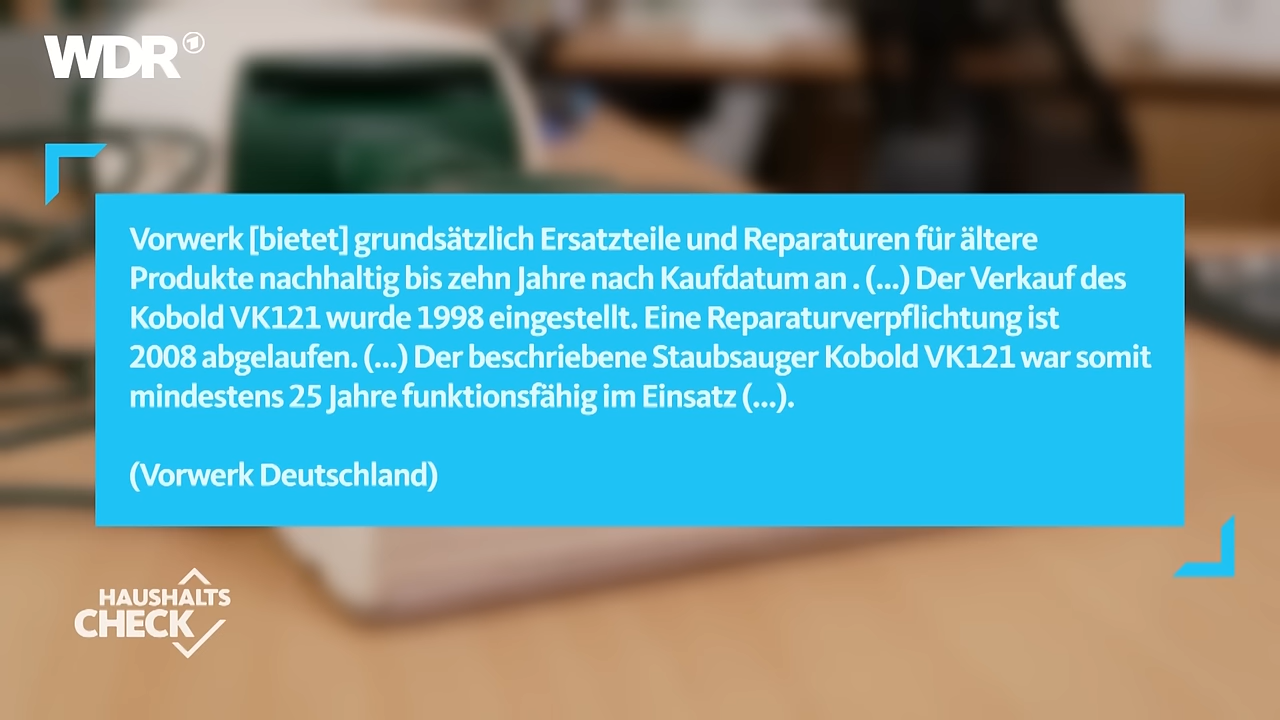 WDR
Vorwerk [bietet] grundsätzlich Ersatzteile und Reparaturen für ältere
Produkte nachhaltig bis zehn Jahre nach Kaufdatum an . (...) Der Verkauf des
Kobold VK121 wurde 1998 eingestellt. Eine Reparaturverpflichtung ist
2008 abgelaufen. (...) Der beschriebene Staubsauger Kobold VK121 war somit
mindestens 25 Jahre funktionsfähig im Einsatz (...).
(Vorwerk Deutschland)
HAUSHALTS
CHECK